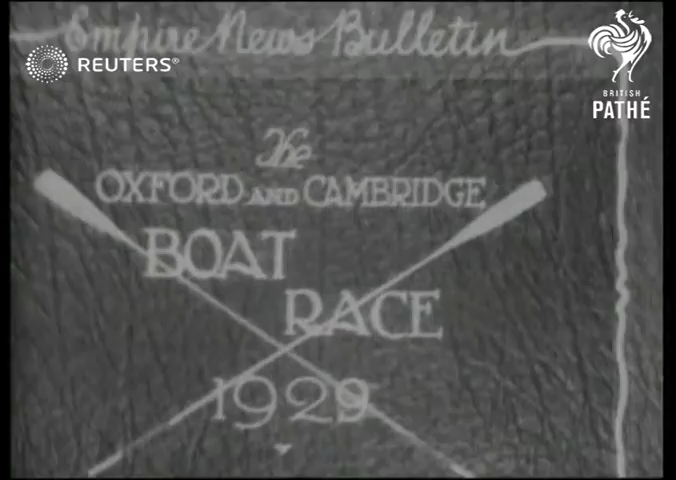 Empire News Bulletin
REUTERS®
BRITISH
PATHÉ
The
OXFORD AND CAMBRIDGE
BOAT
RACE
1929